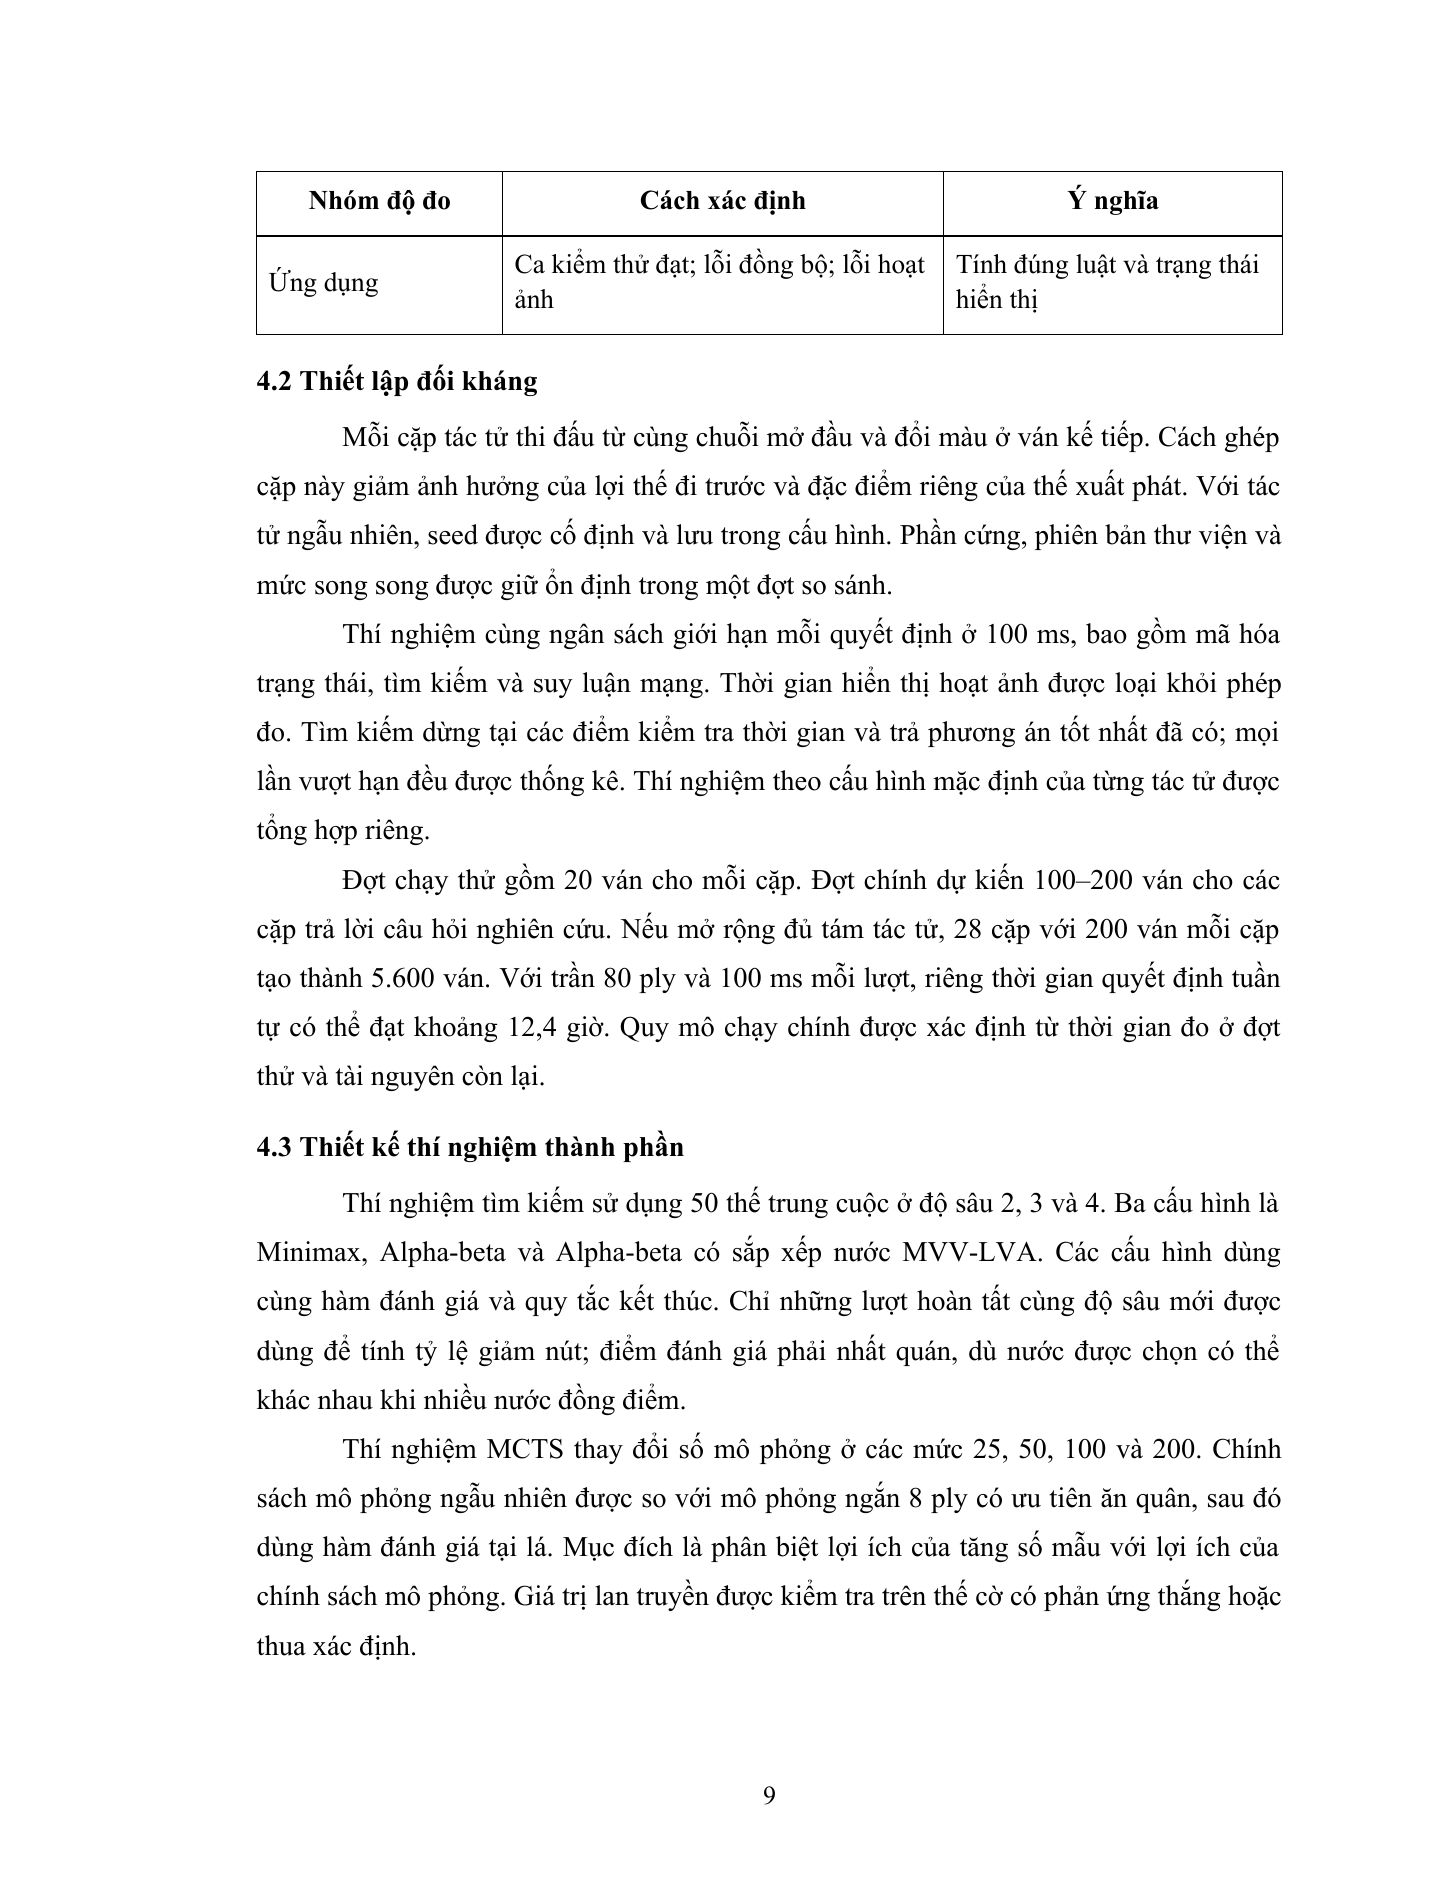 Nhóm độ đo
Cách xác định
Ý nghĩa
Ứng dụng
Ca kiểm thử đạt; lỗi đồng bộ; lỗi hoạt
ảnh
Tính đúng luật và trạng thái
hiển thị
4.2 Thiết lập đối kháng
Mỗi cặp tác tử thi đấu từ cùng chuỗi mở đầu và đổi màu ở ván kế tiếp. Cách ghép
cặp này giảm ảnh hưởng của lợi thế đi trước và đặc điểm riêng của thế xuất phát. Với tác
tử ngẫu nhiên, seed được cố định và lưu trong cấu hình. Phần cứng, phiên bản thư viện và
mức song song được giữ ổn định trong một đợt so sánh.
Thí nghiệm cùng ngân sách giới hạn mỗi quyết định ở 100 ms, bao gồm mã hóa
trạng thái, tìm kiếm và suy luận mạng. Thời gian hiển thị hoạt ảnh được loại khỏi phép
đo. Tìm kiếm dừng tại các điểm kiểm tra thời gian và trả phương án tốt nhất đã có; mọi
lần vượt hạn đều được thống kê. Thí nghiệm theo cấu hình mặc định của từng tác tử được
tổng hợp riêng.
Đợt chạy thử gồm 20 ván cho mỗi cặp. Đợt chính dự kiến 100–200 ván cho các
cặp trả lời câu hỏi nghiên cứu. Nếu mở rộng đủ tám tác tử, 28 cặp với 200 ván mỗi cặp
tạo thành 5.600 ván. Với trần 80 ply và 100 ms mỗi lượt, riêng thời gian quyết định tuần
tự có thể đạt khoảng 12,4 giờ. Quy mô chạy chính được xác định từ thời gian đo ở đợt
thử và tài nguyên còn lại.
4.3 Thiết kế thí nghiệm thành phần
Thí nghiệm tìm kiếm sử dụng 50 thế trung cuộc ở độ sâu 2, 3 và 4. Ba cấu hình là
Minimax, Alpha-beta và Alpha-beta có sắp xếp nước MVV-LVA. Các cấu hình dùng
cùng hàm đánh giá và quy tắc kết thúc. Chỉ những lượt hoàn tất cùng độ sâu mới được
dùng để tính tỷ lệ giảm nút; điểm đánh giá phải nhất quán, dù nước được chọn có thể
khác nhau khi nhiều nước đồng điểm.
Thí nghiệm MCTS thay đổi số mô phỏng ở các mức 25, 50, 100 và 200. Chính
sách mô phỏng ngẫu nhiên được so với mô phỏng ngắn 8 ply có ưu tiên ăn quân, sau đó
dùng hàm đánh giá tại lá. Mục đích là phân biệt lợi ích của tăng số mẫu với lợi ích của
chính sách mô phỏng. Giá trị lan truyền được kiểm tra trên thế cờ có phản ứng thắng hoặc
thua xác định.
9